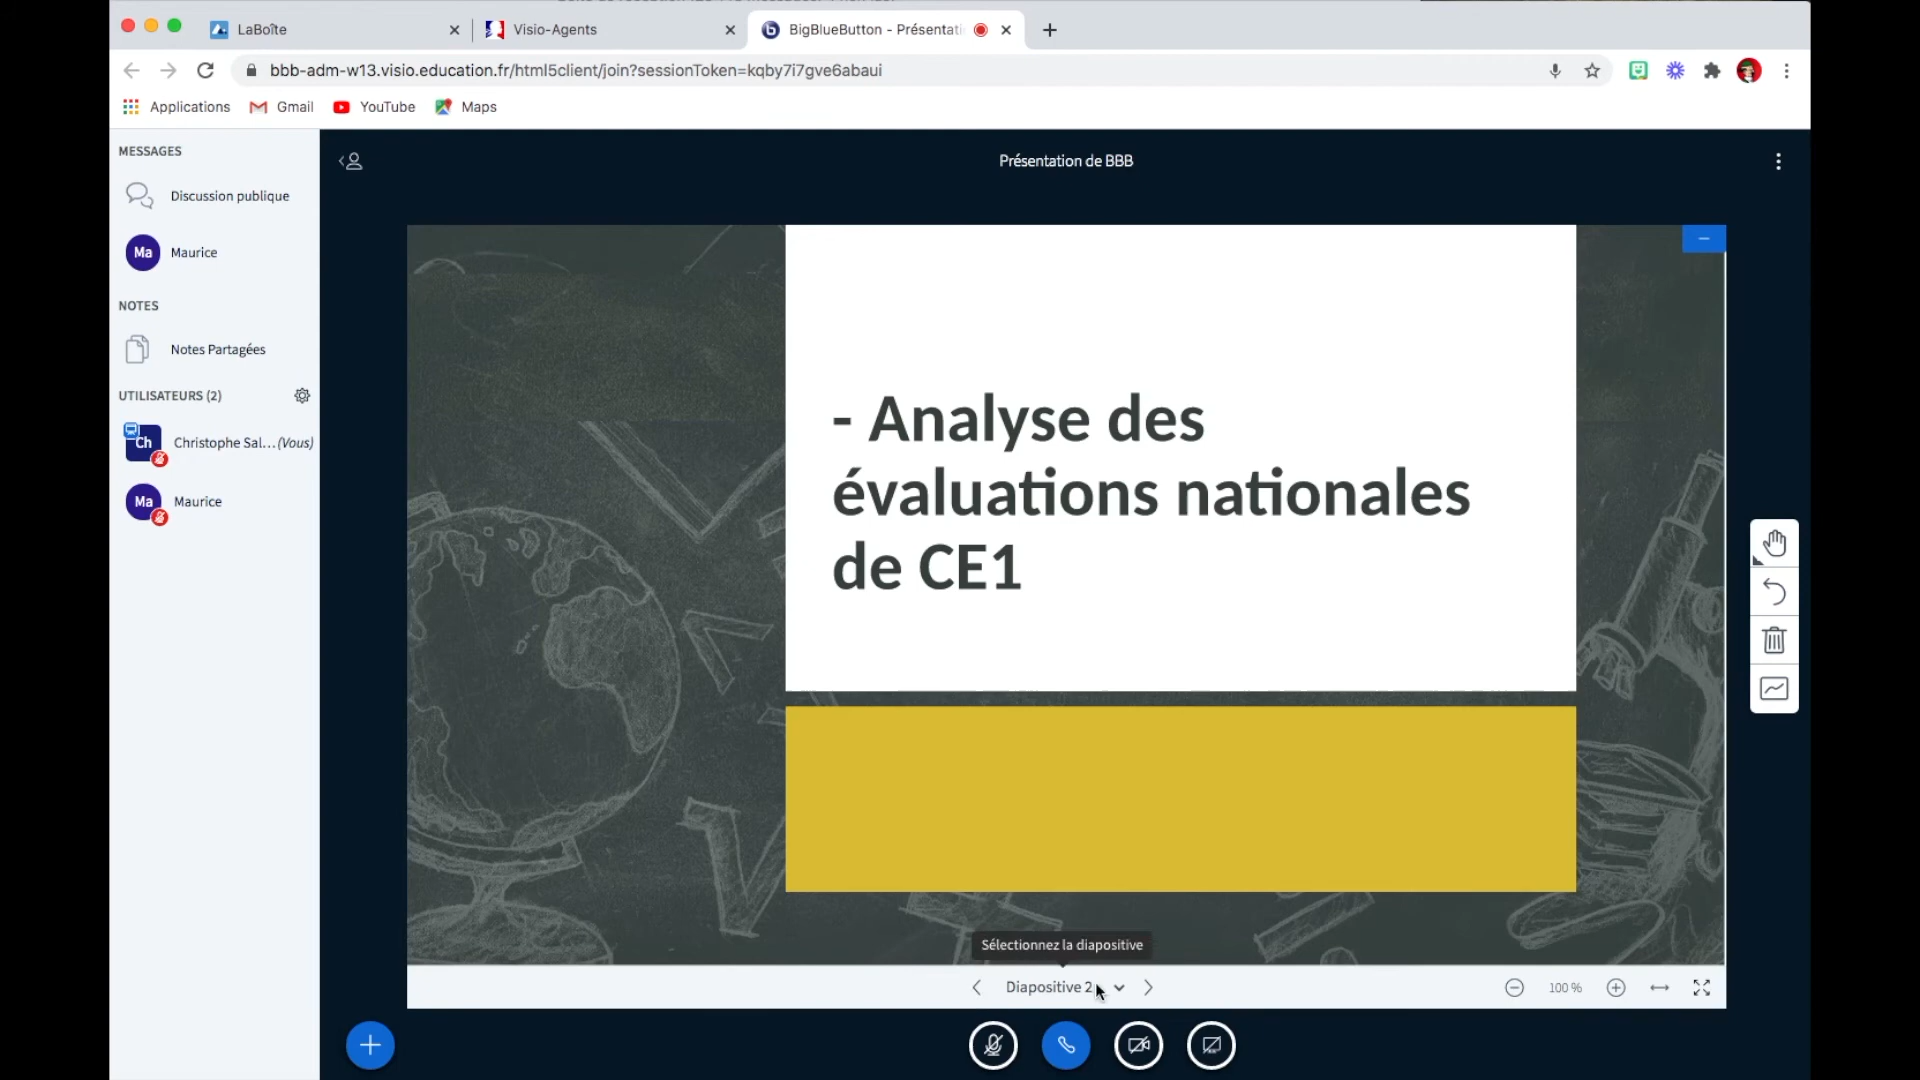 LaBoîte
Visio-Agents
BigBlueButton - Présentati
bbb-adm-w13.visio.education.fr/html5client/join?sessionToken=kqby7i7gve6abaui
Applications
Gmail
YouTube
Maps
MESSAGES
Discussion publique
Ma
Maurice
NOTES
Notes Partagées
UTILISATEURS (2)
Ch
Christophe Sal... (Vous)
Ma
Maurice
Présentation de BBB
- Analyse des
évaluations nationales
de CE1
Sélectionnez la diapositive
Diapositive 2
100 %